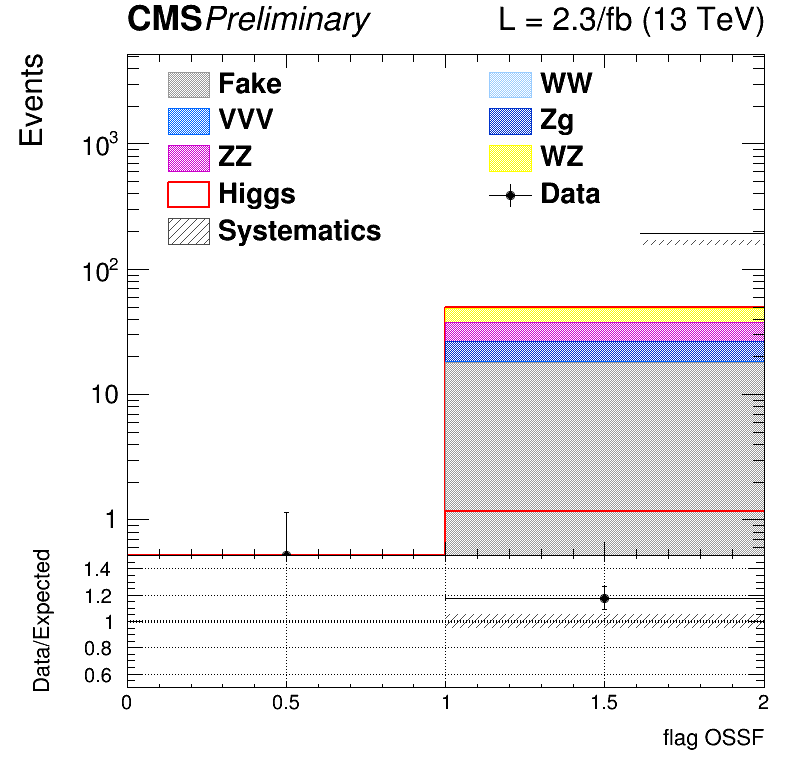 CMSPreliminary L = 2.3/fb (13 TeV)
Events
Fake WW
VVV Zg
ZZ WZ
Higgs Data
Systematics
10³
10²
10
1
Data/Expected
1.4
1.2
1
0.8
0.6
0 0.5 1 1.5 2
flag OSSF